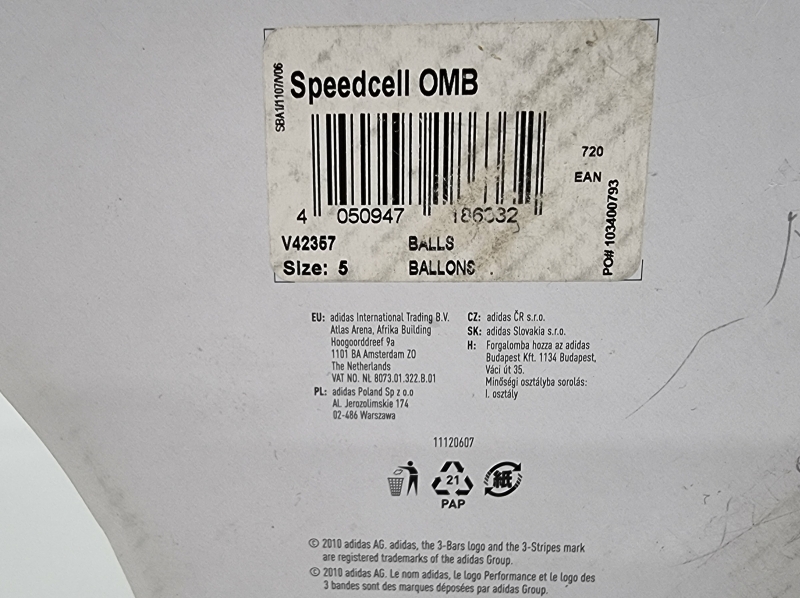 SBA1/1107/V06
Speedcell OMB
720
EAN
PO# 103400793
4 050947
V42367 BALLS
Size: 5 BALLONS
EU: adidas International Trading B.V.
Atlas Arena, Afrika Building
Hoogoorddreef 9a
1101 BA Amsterdam ZO
The Netherlands
VAT NO. NL 8073.01.322.B.01
PL: adidas Poland Sp z o.o
Al. Jerozolimskie 174
02-486 Warszawa
CZ: adidas ČR s.r.o.
SK: adidas Slovakia s.r.o.
H: Forgalomba hozza az adidas
Budapest Kft. 1134 Budapest,
Váci út 35.
Minőségi osztályba sorolás:
I. osztály
11120607
21
PAP
紙
© 2010 adidas AG. adidas, the 3-Bars logo and the 3-Stripes mark
are registered trademarks of the adidas Group.
© 2010 adidas AG. Le nom adidas, le logo Performance et le logo des
3 bandes sont des marques déposées par adidas Group.